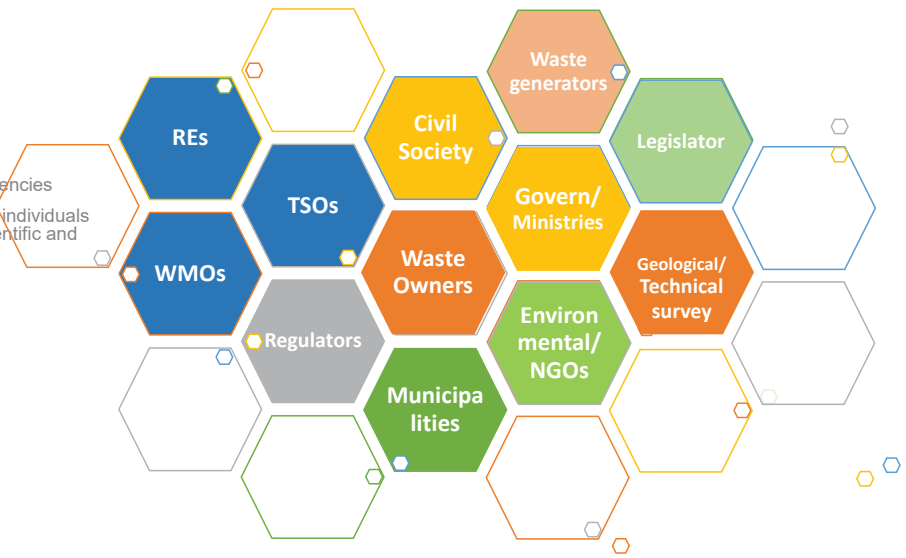 Waste
generators
REs
Civil
Society
Legislator
encies
individuals
entific and
TSOs
Govern/
Ministries
WMOs
Waste
Owners
Geological/
Technical
survey
Regulators
Environ
mental/
NGOs
Municipa
lities